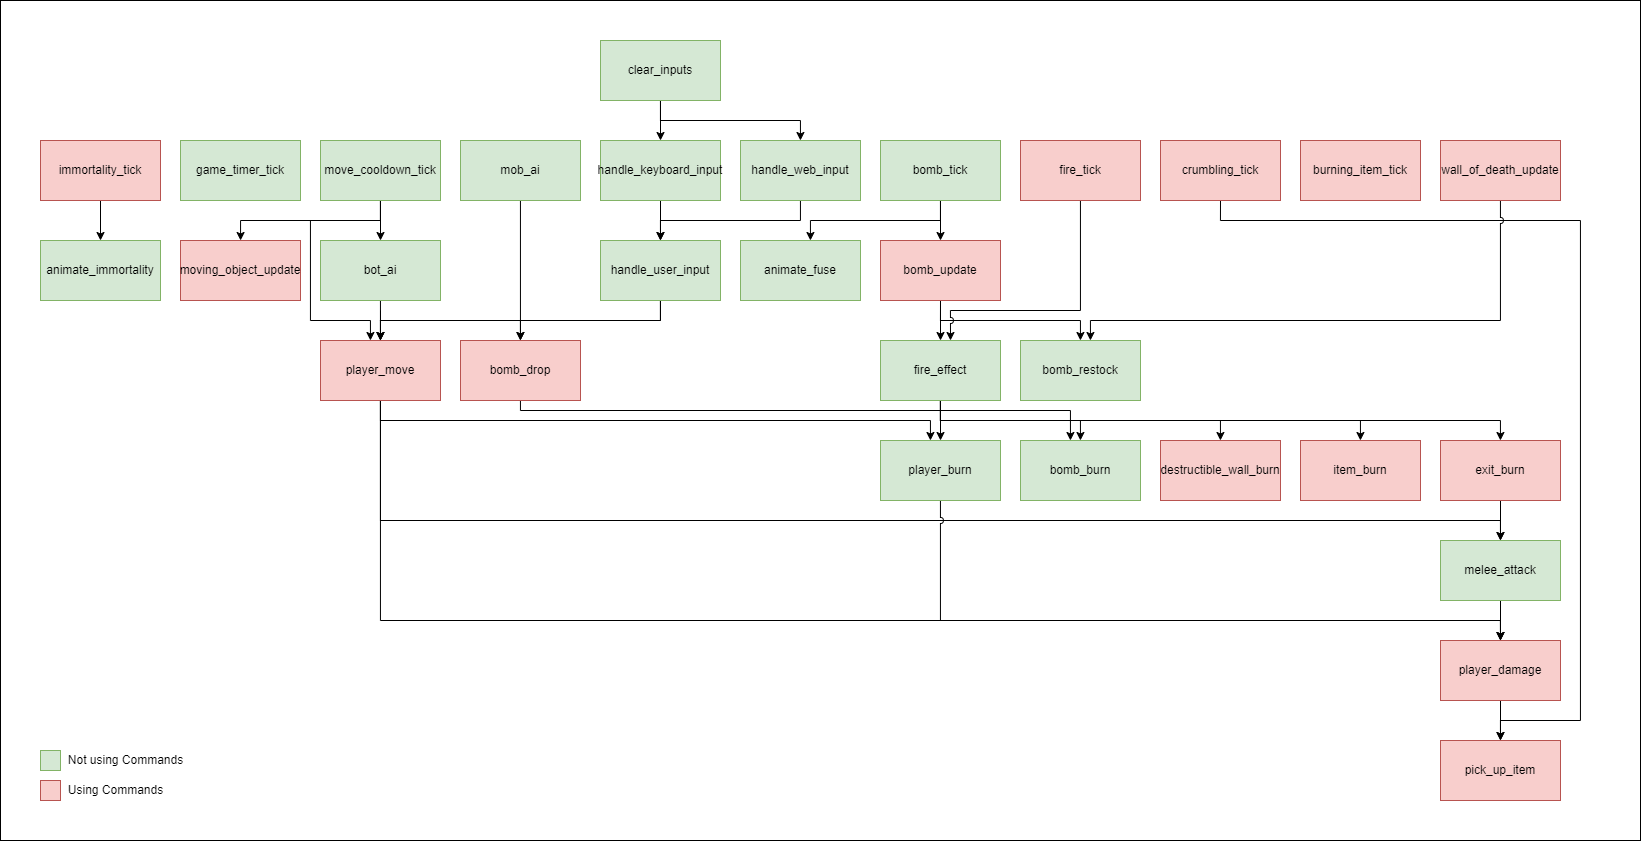 clear_inputs
immortality_tick
game_timer_tick
move_cooldown_tick
mob_ai
handle_keyboard_input
handle_web_input
bomb_tick
fire_tick
crumbling_tick
burning_item_tick
wall_of_death_update
animate_immortality
moving_object_update
bot_ai
handle_user_input
animate_fuse
bomb_update
player_move
bomb_drop
fire_effect
bomb_restock
player_burn
bomb_burn
destructible_wall_burn
item_burn
exit_burn
melee_attack
player_damage
pick_up_item
Not using Commands
Using Commands